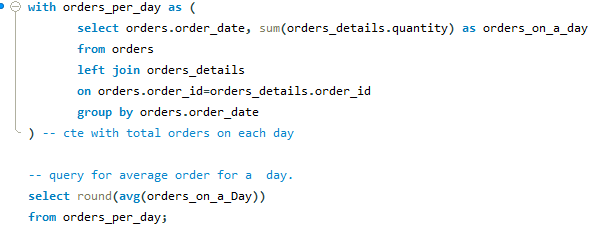 with orders_per_day as (
select orders.order_date, sum(orders_details.quantity) as orders_on_a_day
from orders
left join orders_details
on orders.order_id=orders_details.order_id
group by orders.order_date
) -- cte with total orders on each day
-- query for average order for a  day.
select round(avg(orders_on_a_Day))
from orders_per_day;